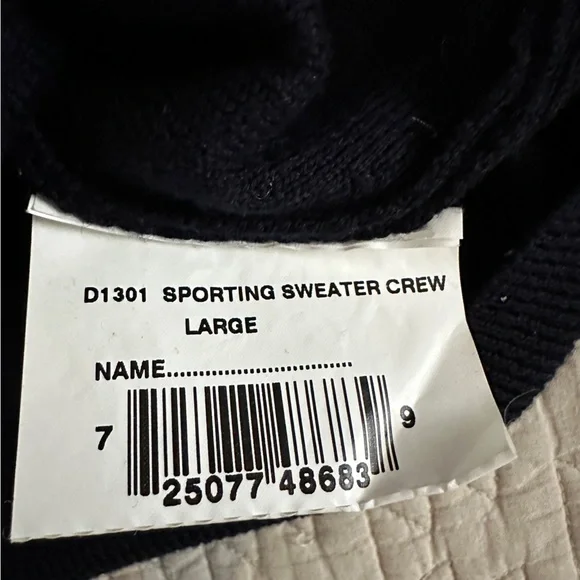 D1301 SPORTING SWEATER CREW
LARGE
NAME...............................
7 25077 48683 9